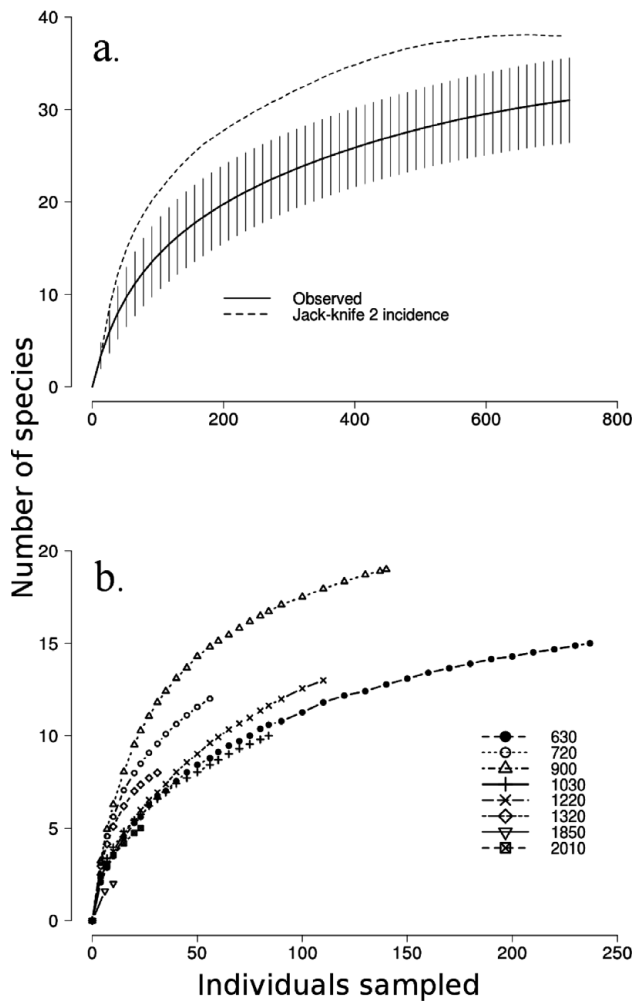 a.
40
30
20
10
0
Observed
Jack-knife 2 incidence
0 200 400 600 800
Number of species
b.
20
15
10
5
0
630
720
900
1030
1220
1320
1850
2010
0 50 100 150 200 250
Individuals sampled